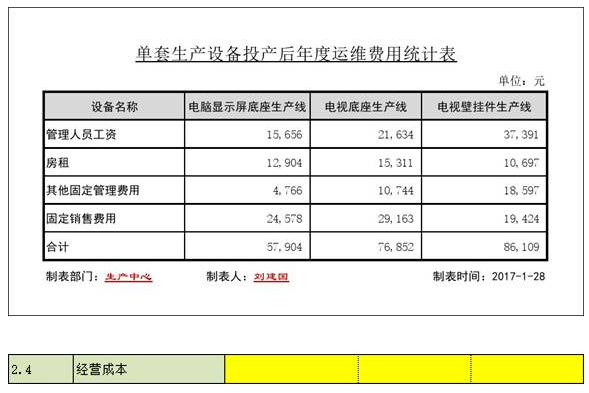 单套生产设备投产后年度运维费用统计表
单位：元
设备名称 电脑显示屏底座生产线 电视底座生产线 电视壁挂件生产线
管理人员工资 15,656 21,634 37,391
房租 12,904 15,311 10,697
其他固定管理费用 4,766 10,744 18,597
固定销售费用 24,578 29,163 19,424
合计 57,904 76,852 86,109
制表部门：生产中心 制表人：刘建国 制表时间：2017-1-28
2.4 经营成本